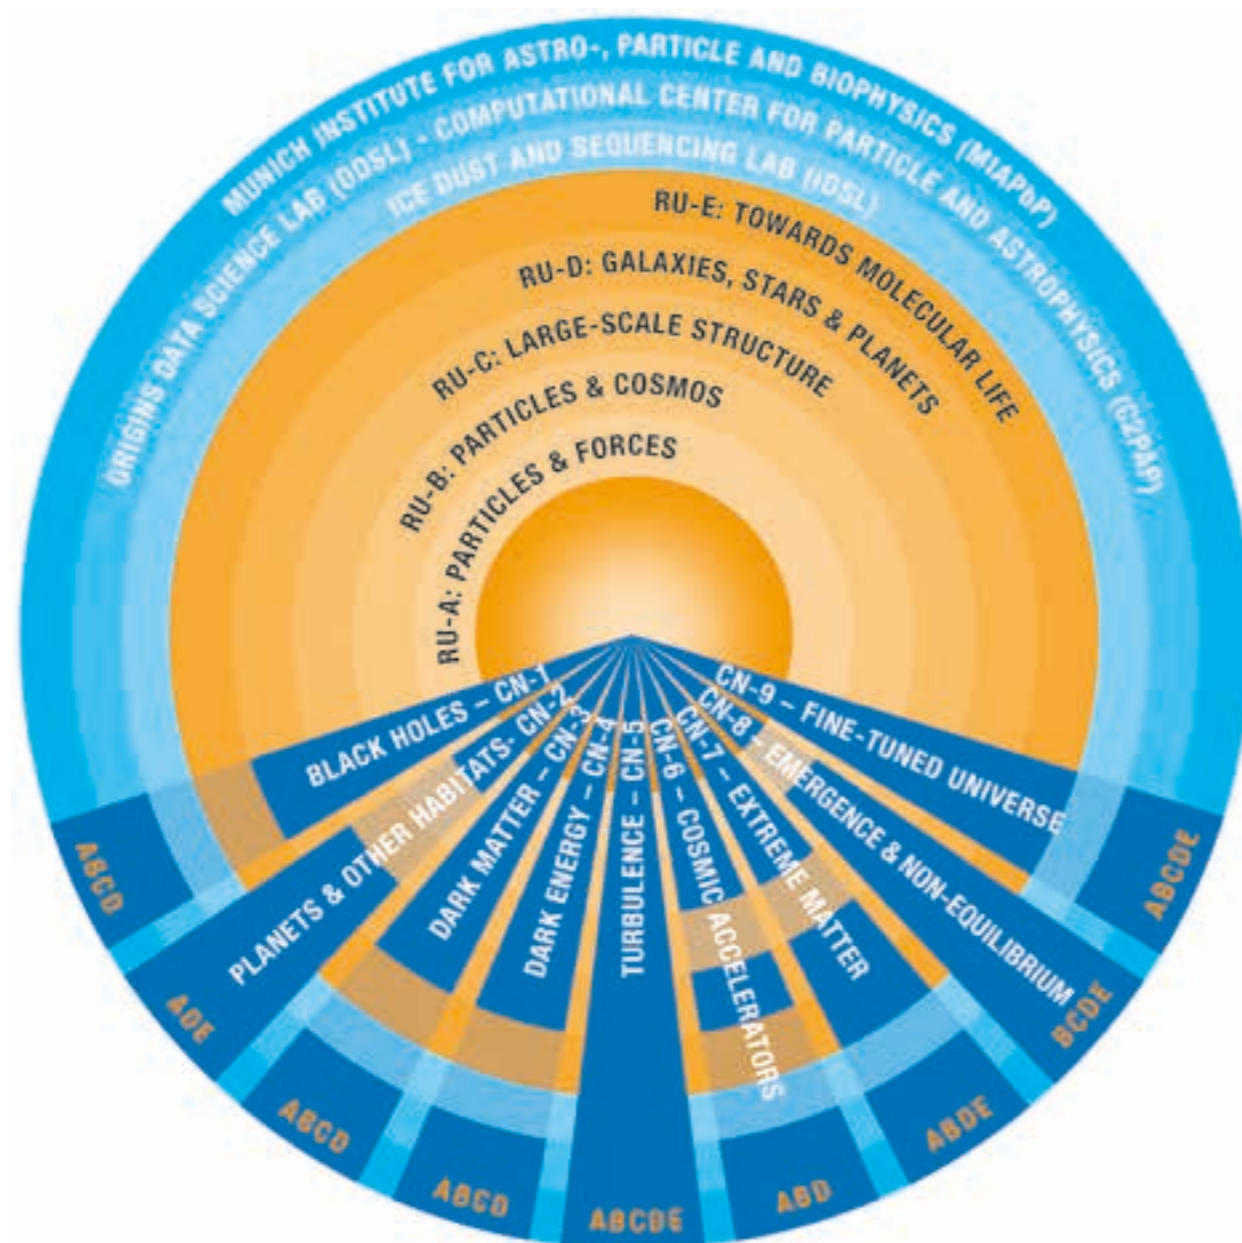 MUNICH INSTITUTE FOR ASTRO-, PARTICLE AND BIOPHYSICS (MIAPbP)
ORIGINS DATA SCIENCE LAB (ODSL) - COMPUTATIONAL CENTER FOR PARTICLE AND ASTROPHYSICS (C2PAP)
ICE DUST AND SEQUENCING LAB (IDSL)
RU-E: TOWARDS MOLECULAR LIFE
RU-D: GALAXIES, STARS & PLANETS
RU-C: LARGE-SCALE STRUCTURE
RU-B: PARTICLES & COSMOS
RU-A: PARTICLES & FORCES
BLACK HOLES – CN-1
PLANETS & OTHER HABITATS- CN-2
DARK MATTER – CN-3
DARK ENERGY – CN-4
TURBULENCE – CN-5
CN-6 – COSMIC ACCELERATORS
CN-7 – EXTREME MATTER
CN-8 – EMERGENCE & NON-EQUILIBRIUM
CN-9 – FINE-TUNED UNIVERSE
ABCD
ADE
ABCD
ABCD
ABCDE
ABD
ABDE
BCDE
ABCDE